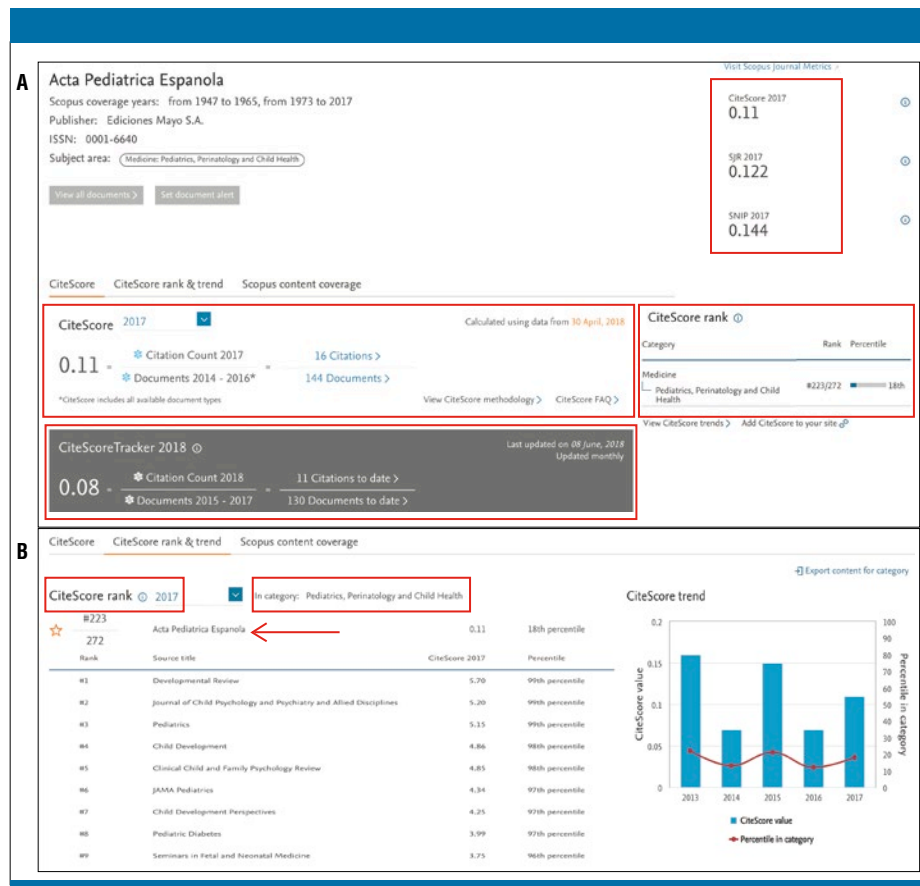 A
Acta Pediatrica Espanola
Scopus coverage years: from 1947 to 1965, from 1973 to 2017
Publisher: Ediciones Mayo S.A.
ISSN: 0001-6640
Subject area: Medicine: Pediatrics, Perinatology and Child Health
View all documents >
Set document alert
Visit Scopus Journal Metrics >
CiteScore 2017
0.11
SJR 2017
0.122
SNIP 2017
0.144
CiteScore CiteScore rank & trend Scopus content coverage
CiteScore 2017
Calculated using data from 30 April, 2018
0.11 = Citation Count 2017 = 16 Citations >
Documents 2014 - 2016* 144 Documents >
*CiteScore includes all available document types
View CiteScore methodology > CiteScore FAQ >
CiteScore rank
Category Rank Percentile
Medicine
Pediatrics, Perinatology and Child #223/272 18th
Health
View CiteScore trends > Add CiteScore to your site
CiteScoreTracker 2018
Last updated on 08 June, 2018
Updated monthly
0.08 = Citation Count 2018 = 11 Citations to date >
Documents 2015 - 2017 130 Documents to date >
B
CiteScore CiteScore rank & trend Scopus content coverage
Export content for category
CiteScore rank 2017 In category: Pediatrics, Perinatology and Child Health
#223
272
Acta Pediatrica Espanola 0.11 18th percentile
Rank Source title CiteScore 2017 Percentile
#1 Developmental Review 5.70 99th percentile
#2 Journal of Child Psychology and Psychiatry and Allied Disciplines 5.20 99th percentile
#3 Pediatrics 5.15 99th percentile
#4 Child Development 4.86 98th percentile
#5 Clinical Child and Family Psychology Review 4.85 98th percentile
#6 JAMA Pediatrics 4.34 97th percentile
#7 Child Development Perspectives 4.25 97th percentile
#8 Pediatric Diabetes 3.99 97th percentile
#9 Seminars in Fetal and Neonatal Medicine 3.75 96th percentile
CiteScore trend
CiteScore value
0.2
0.15
0.1
0.05
0
100
90
80
70
60
50
40
30
20
10
0
Percentile in category
2013 2014 2015 2016 2017
CiteScore value
Percentile in category